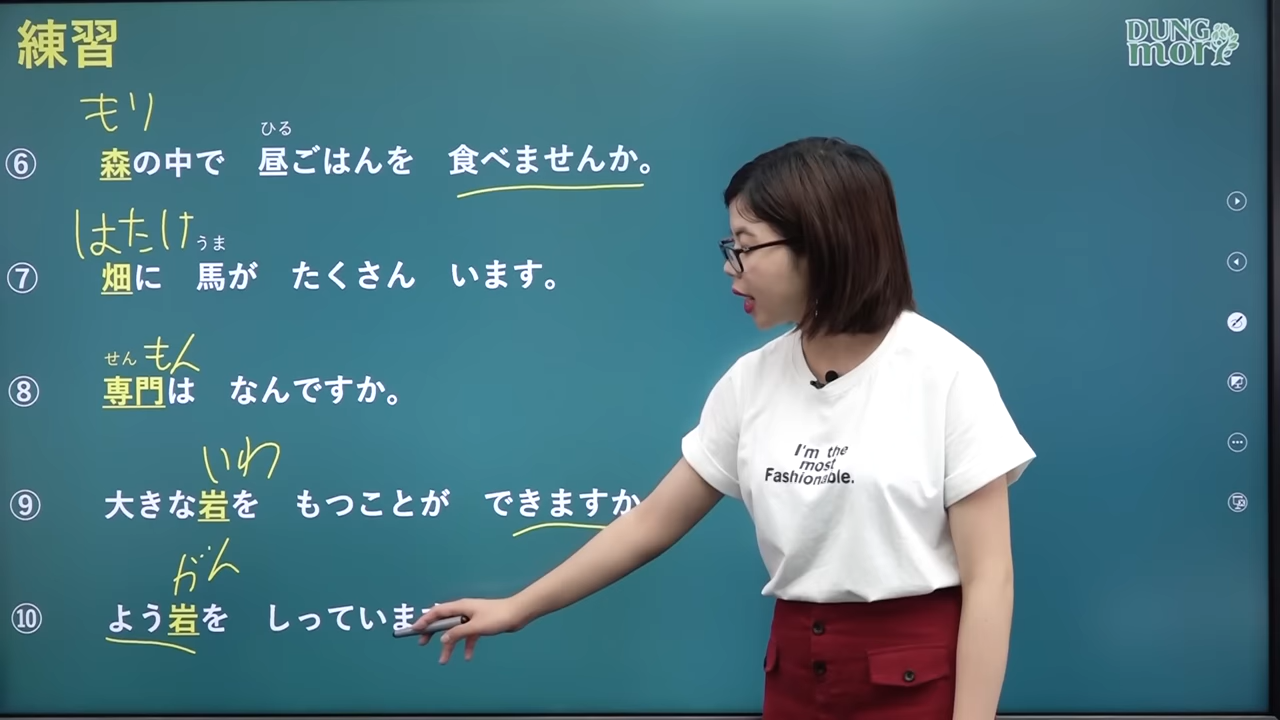 練習
DUNG
mori
もり
ひる
⑥ 森の中で 昼ごはんを 食べませんか。
はたけ
うま
⑦ 畑に 馬が たくさん います。
せん もん
⑧ 専門は なんですか。
いわ
⑨ 大きな岩を もつことが できますか
がん
⑩ よう岩を しっていま
I'm the
most
Fashionable.